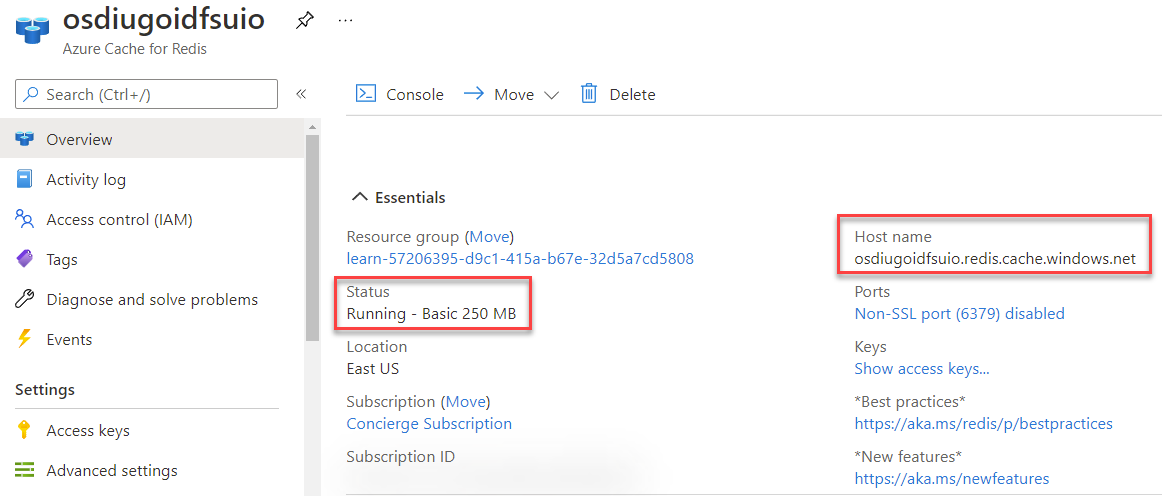 osdiugoidfsuio
...
Azure Cache for Redis
Search (Ctrl+/)
«
Overview
Activity log
Access control (IAM)
Tags
Diagnose and solve problems
Events
Settings
Access keys
Advanced settings
Console
Move
Delete
Essentials
Resource group (Move)
learn-57206395-d9c1-415a-b67e-32d5a7cd5808
Status
Running - Basic 250 MB
Location
East US
Subscription (Move)
Concierge Subscription
Subscription ID
Host name
osdiugoidfsuio.redis.cache.windows.net
Ports
Non-SSL port (6379) disabled
Keys
Show access keys...
*Best practices*
https://aka.ms/redis/p/bestpractices
*New features*
https://aka.ms/newfeatures